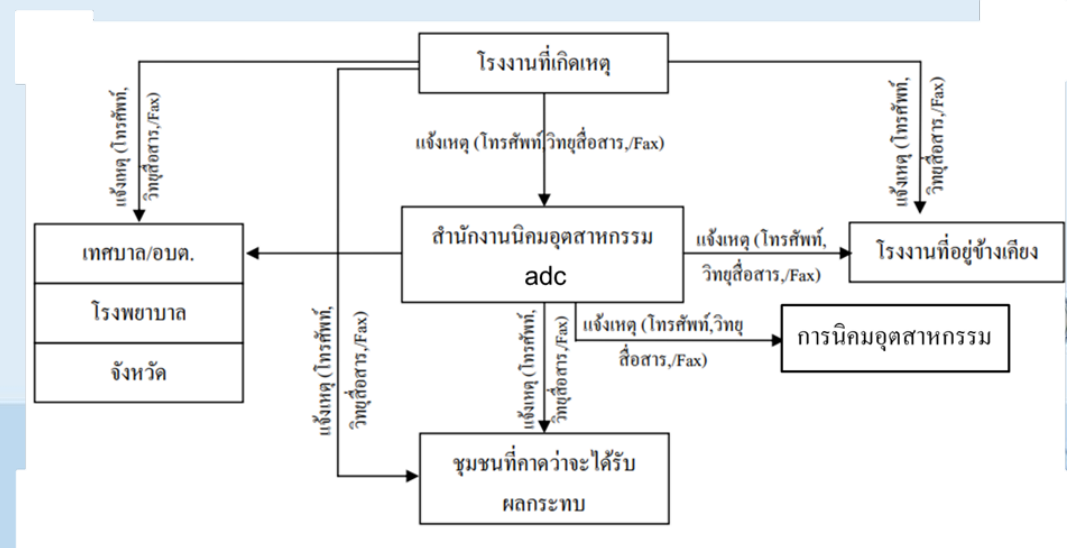 โรงงานที่เกิดเหตุ
แจ้งเหตุ (โทรศัพท์,
วิทยุสื่อสาร,/Fax)
แจ้งเหตุ (โทรศัพท์,วิทยุสื่อสาร,/Fax)
แจ้งเหตุ (โทรศัพท์,
วิทยุสื่อสาร,/Fax)
เทศบาล/อบต.
โรงพยาบาล
จังหวัด
สำนักงานนิคมอุตสาหกรรม
adc
แจ้งเหตุ (โทรศัพท์,
วิทยุสื่อสาร,/Fax)
โรงงานที่อยู่ข้างเคียง
แจ้งเหตุ (โทรศัพท์,
วิทยุสื่อสาร,/Fax)
แจ้งเหตุ (โทรศัพท์,
วิทยุสื่อสาร,/Fax)
แจ้งเหตุ (โทรศัพท์,วิทยุ
สื่อสาร,/Fax)
การนิคมอุตสาหกรรม
ชุมชนที่คาดว่าจะได้รับ
ผลกระทบ